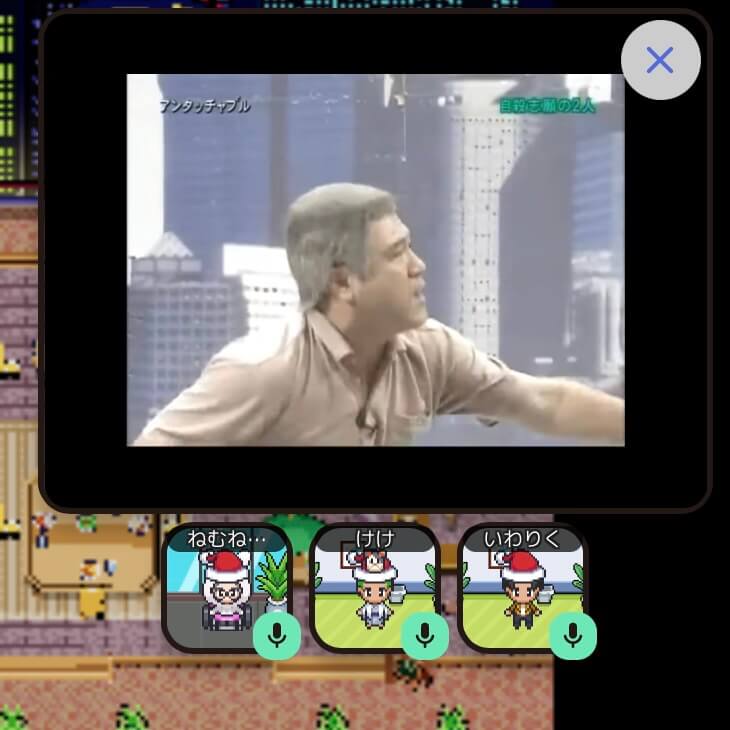 アンタッチャブル
自殺志願の2人
ねむね…
けけ
いわりく